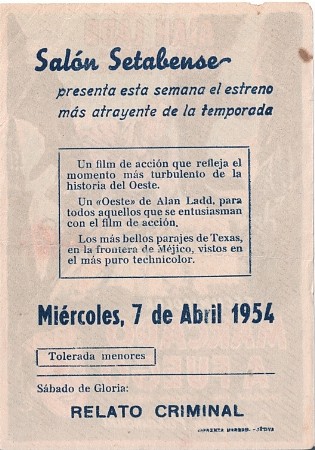 Salón Setabense
presenta esta semana el estreno
más atrayente de la temporada
Un film de acción que refleja el
momento más turbulento de la
historia del Oeste.
Un «Oeste» de Alan Ladd, para
todos aquellos que se entusiasman
con el film de acción.
Los más bellos parajes de Texas,
en la frontera de Méjico, vistos en
el más puro technicolor.
Miércoles, 7 de Abril 1954
Tolerada menores
Sábado de Gloria:
RELATO CRIMINAL
IMPRENTA - JÁTIVA